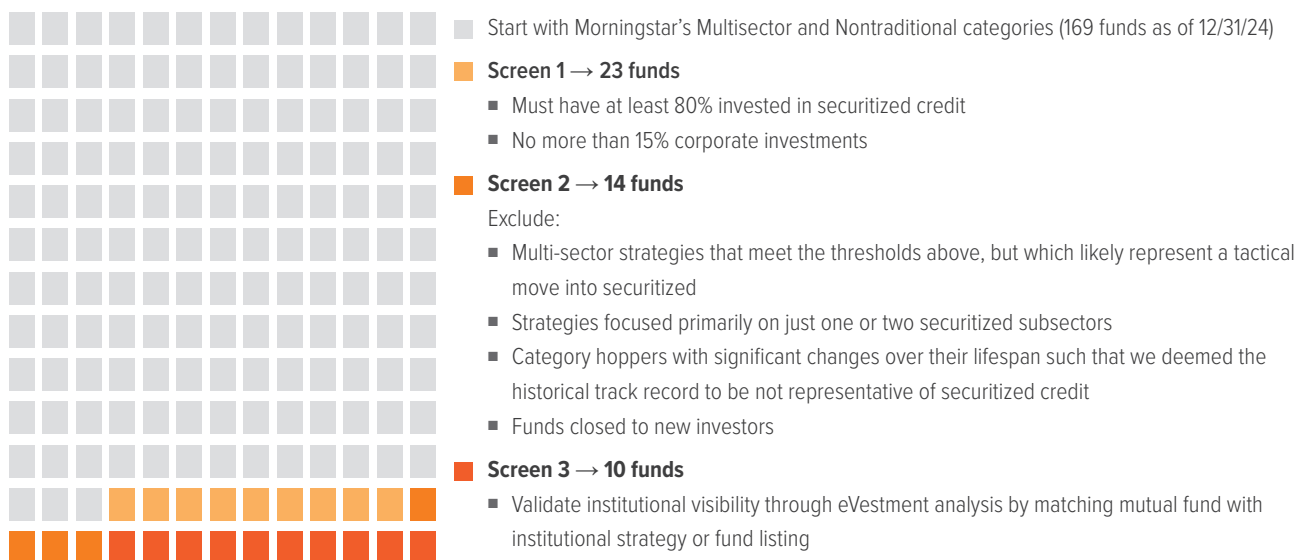 Start with Morningstar’s Multisector and Nontraditional categories (169 funds as of 12/31/24)
Screen 1 → 23 funds
■ Must have at least 80% invested in securitized credit
■ No more than 15% corporate investments
Screen 2 → 14 funds
Exclude:
■ Multi-sector strategies that meet the thresholds above, but which likely represent a tactical
move into securitized
■ Strategies focused primarily on just one or two securitized subsectors
■ Category hoppers with significant changes over their lifespan such that we deemed the
historical track record to be not representative of securitized credit
■ Funds closed to new investors
Screen 3 → 10 funds
■ Validate institutional visibility through eVestment analysis by matching mutual fund with
institutional strategy or fund listing